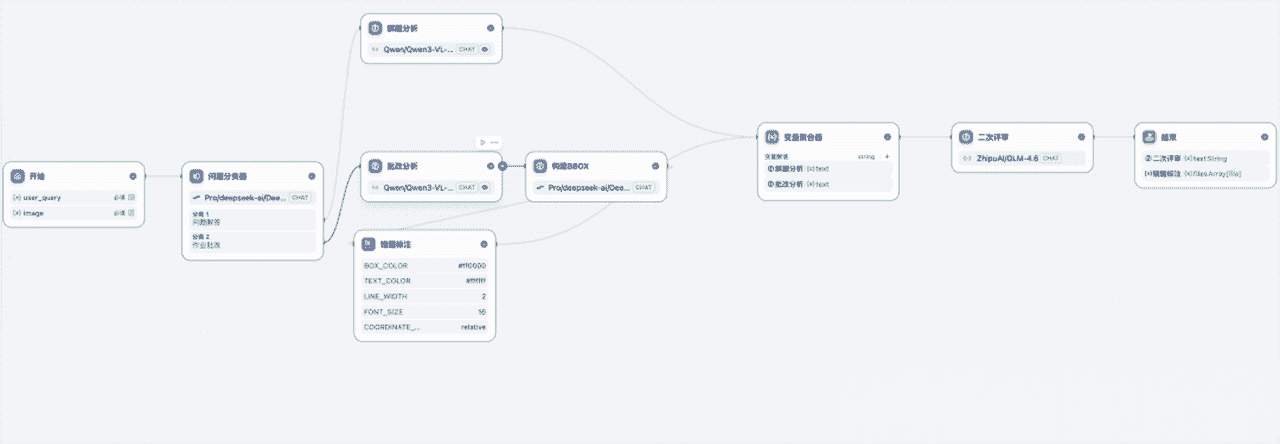 开始
user_query 必填
image 必填
问题分类器
Pro/deepseek-ai/Dee... CHAT
分类 1
问题解答
分类 2
作业批改
解题分析
Qwen/Qwen3-VL-... CHAT
批改分析
Qwen/Qwen3-VL-... CHAT
构建BBOX
Pro/deepseek-ai/Dee... CHAT
错题标注
BOX_COLOR #ff0000
TEXT_COLOR #ffffff
LINE_WIDTH 2
FONT_SIZE 16
COORDINATE_... relative
变量聚合器
变量赋值 string +
解题分析 {x} text
批改分析 {x} text
二次评审
ZhipuAI/GLM-4.6 CHAT
结束
二次评审 {x} text String
错题标注 {x} files Array[File]